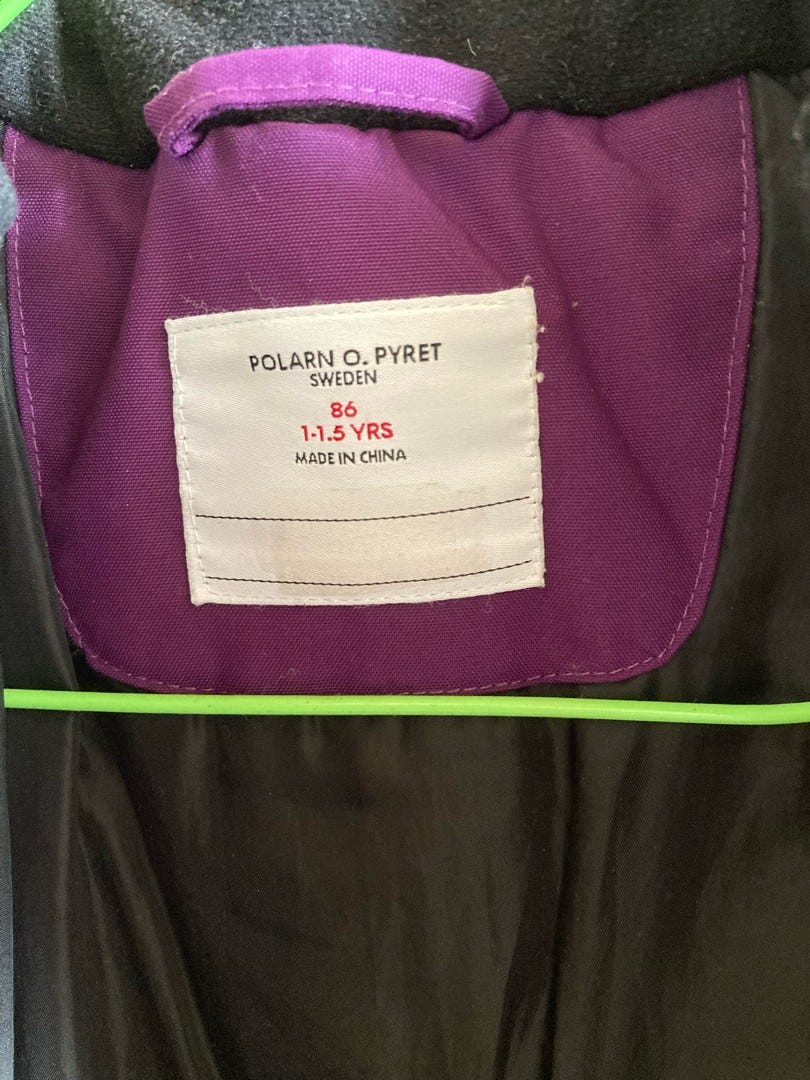 POLARN O. PYRET
SWEDEN
86
1-1.5 YRS
MADE IN CHINA